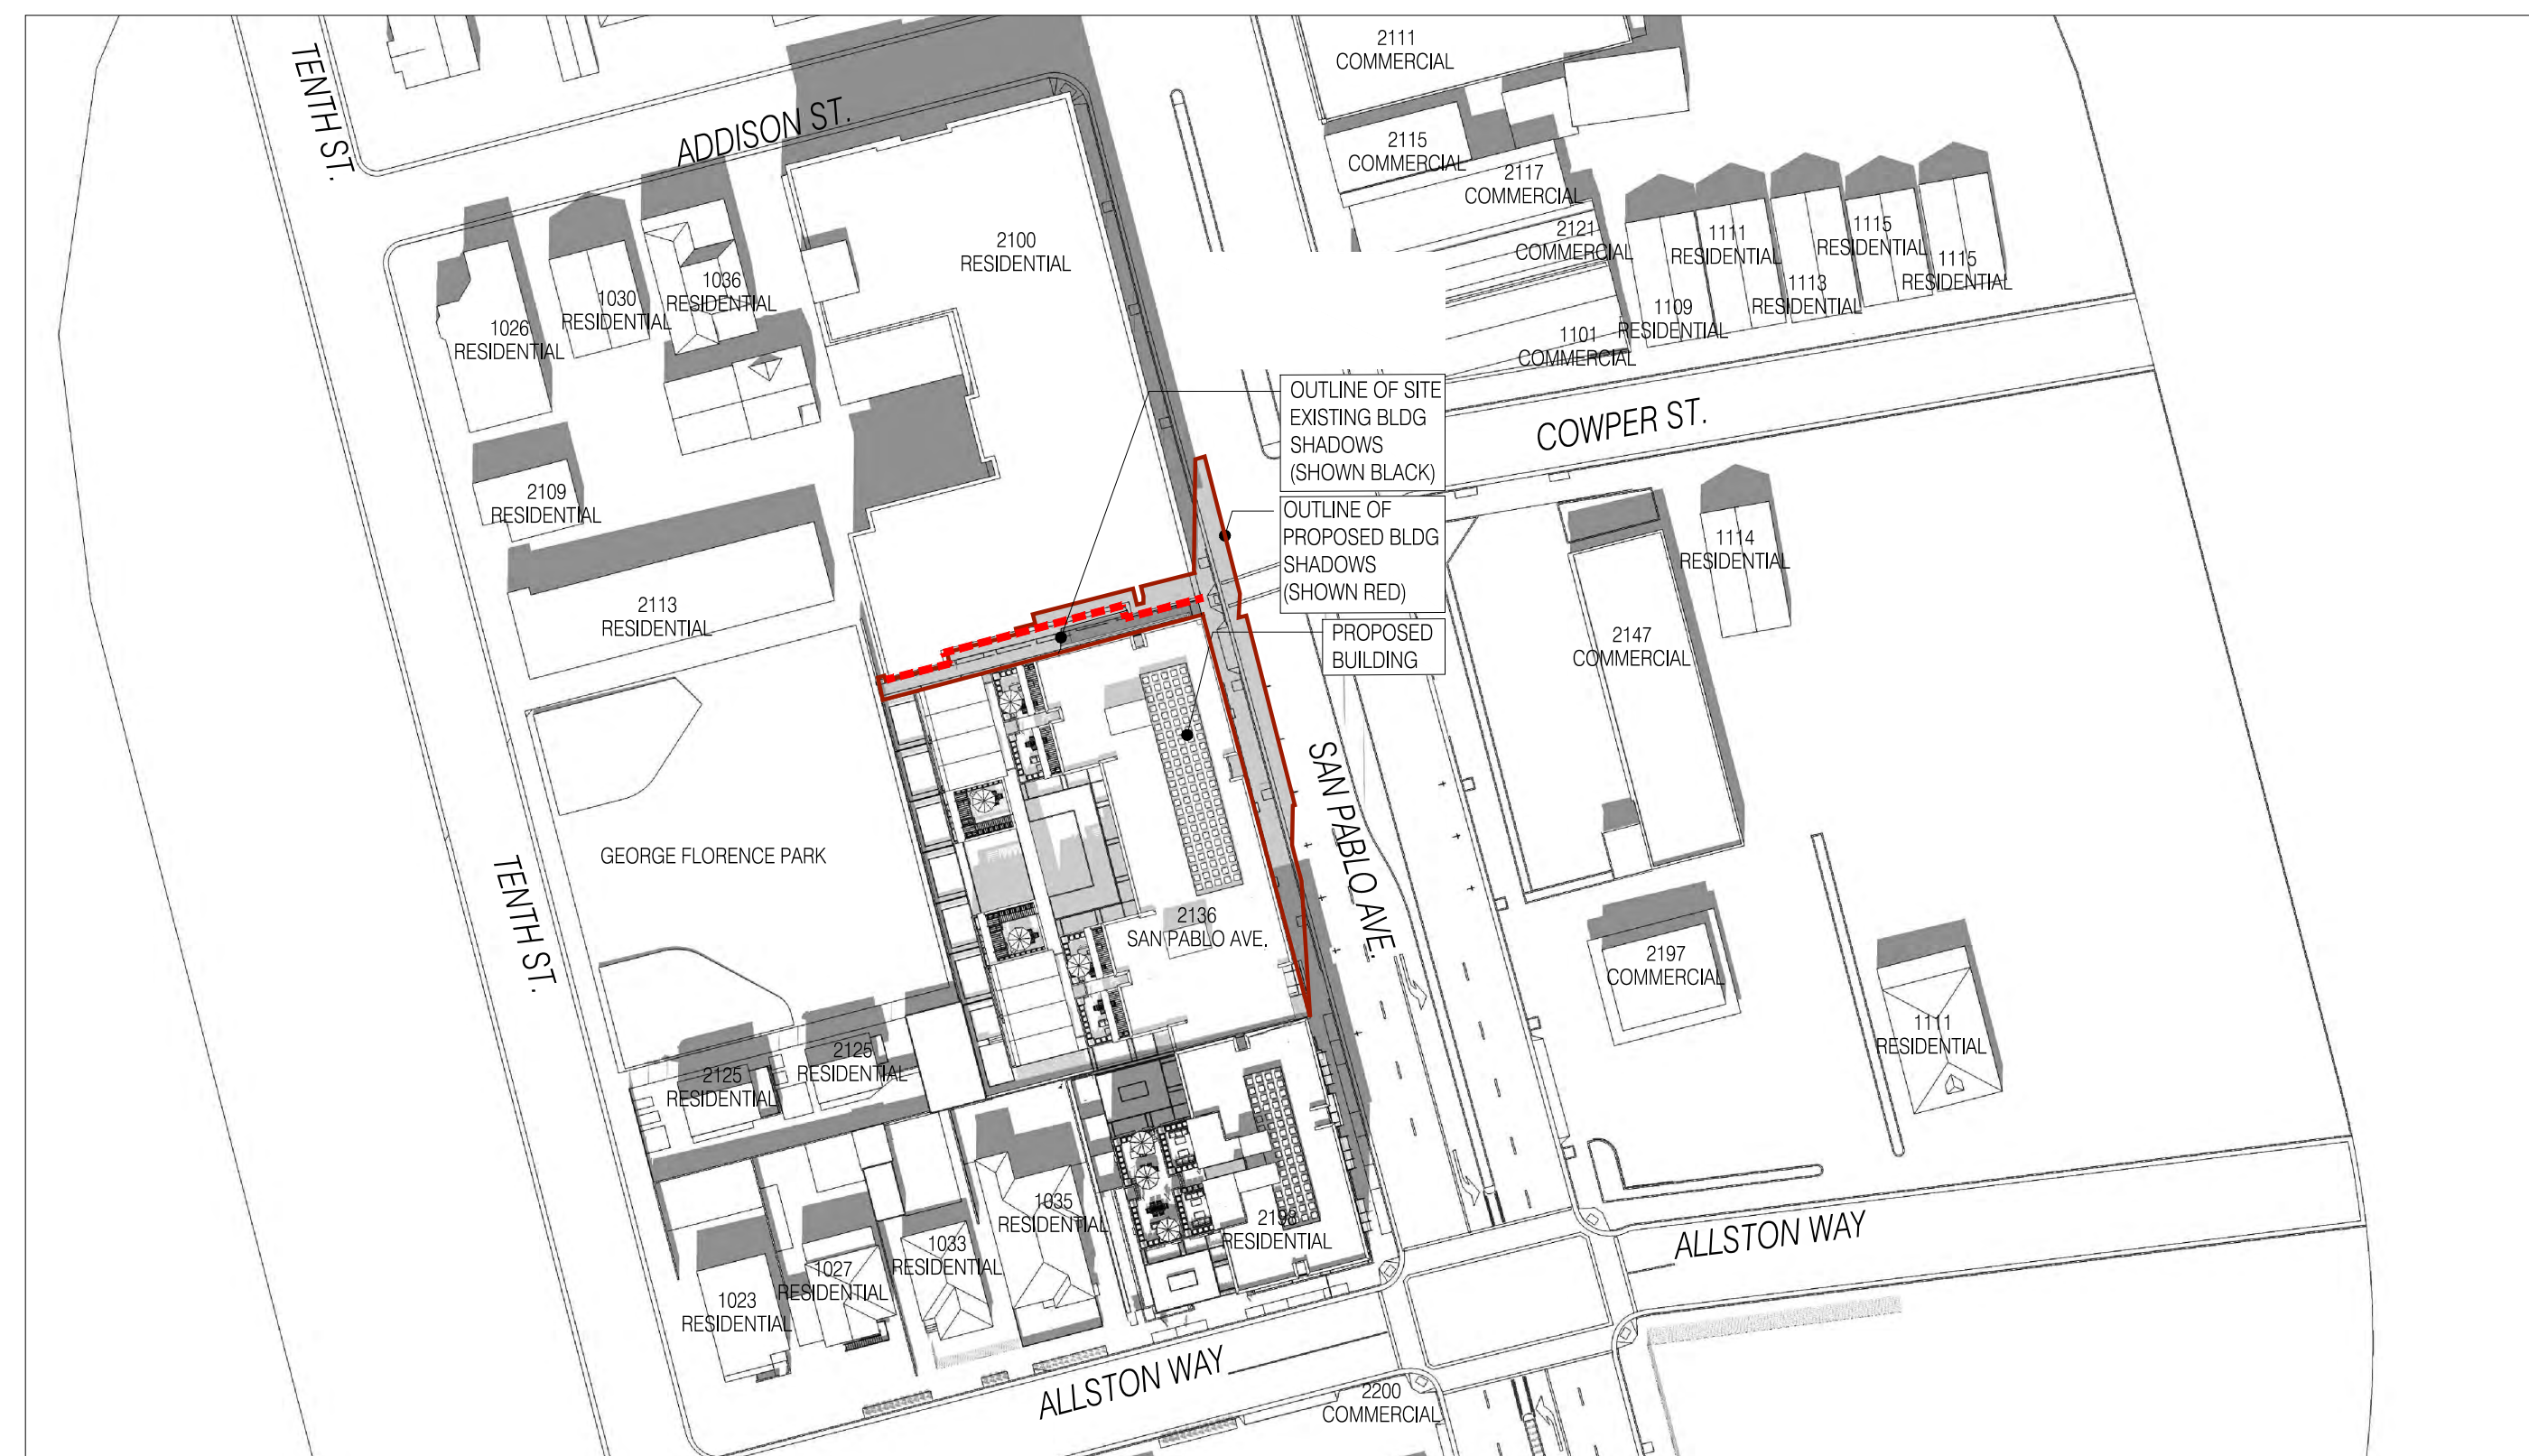 TENTH ST.
ADDISON ST.
2111
COMMERCIAL
2115
COMMERCIAL
2117
COMMERCIAL
2121
COMMERCIAL
1101
COMMERCIAL
1109
RESIDENTIAL
1111
RESIDENTIAL
1113
RESIDENTIAL
1115
RESIDENTIAL
1115
RESIDENTIAL
2100
RESIDENTIAL
1036
RESIDENTIAL
1030
RESIDENTIAL
1026
RESIDENTIAL
OUTLINE OF SITE
EXISTING BLDG
SHADOWS
(SHOWN BLACK)
COWPER ST.
2109
RESIDENTIAL
OUTLINE OF
PROPOSED BLDG
SHADOWS
(SHOWN RED)
1114
RESIDENTIAL
2113
RESIDENTIAL
PROPOSED
BUILDING
2147
COMMERCIAL
SAN PABLO AVE.
GEORGE FLORENCE PARK
TENTH ST.
2136
SAN PABLO AVE.
2197
COMMERCIAL
1111
RESIDENTIAL
2125
RESIDENTIAL
2125
RESIDENTIAL
1035
RESIDENTIAL
2198
RESIDENTIAL
1033
RESIDENTIAL
1027
RESIDENTIAL
1023
RESIDENTIAL
ALLSTON WAY
ALLSTON WAY
2200
COMMERCIAL